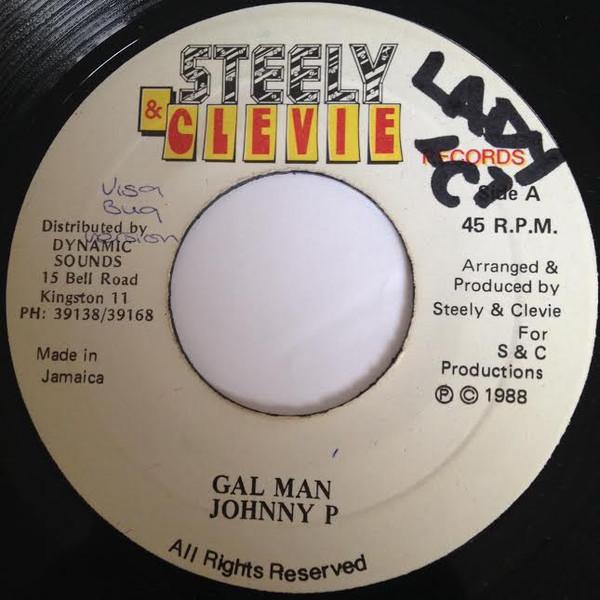 STEELY
& CLEVIE
RECORDS
LADY
"C"
Side A
45 R.P.M.
Visa
Bug
version
Distributed by
DYNAMIC
SOUNDS
15 Bell Road
Kingston 11
PH: 39138/39168
Made in
Jamaica
Arranged &
Produced by
Steely & Clevie
For
S & C
Productions
℗ © 1988
GAL MAN
JOHNNY P
All Rights Reserved